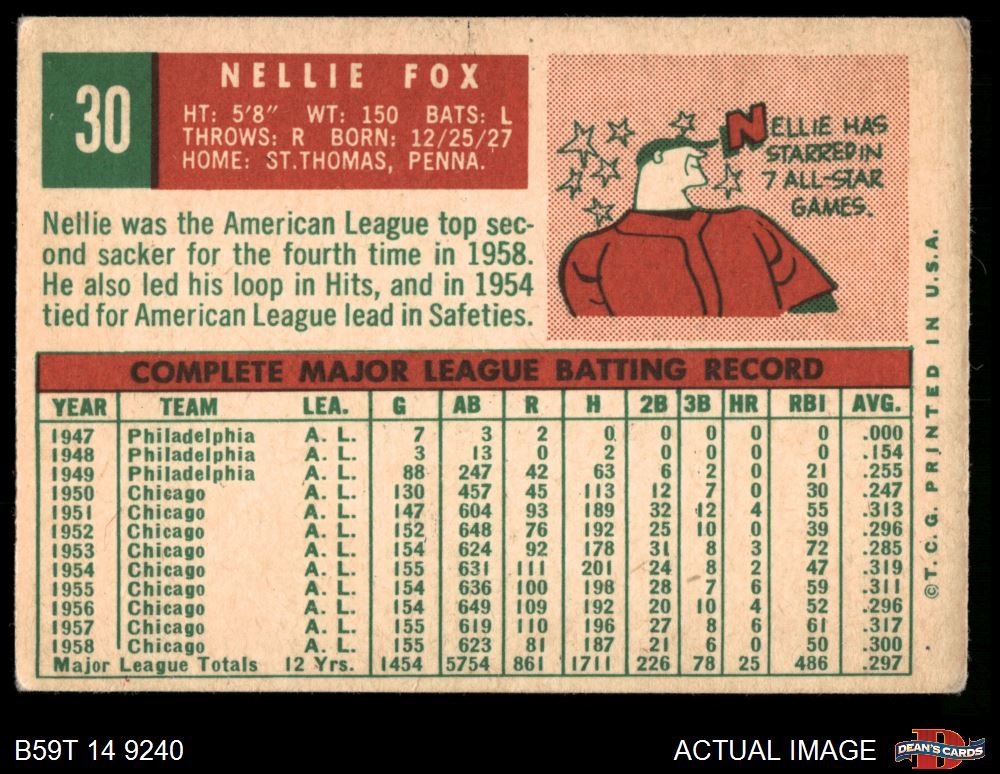 30
NELLIE FOX
HT: 5'8" WT: 150 BATS: L
THROWS: R BORN: 12/25/27
HOME: ST. THOMAS, PENNA.
NELLIE HAS
STARRED IN
7 ALL-STAR
GAMES.
Nellie was the American League top sec-
ond sacker for the fourth time in 1958.
He also led his loop in Hits, and in 1954
tied for American League lead in Safeties.
COMPLETE MAJOR LEAGUE BATTING RECORD
YEAR TEAM LEA. G AB R H 2B 3B HR RBI AVG.
1947 Philadelphia A. L. 7 3 2 0 0 0 0 0 .000
1948 Philadelphia A. L. 3 13 0 2 0 0 0 0 .154
1949 Philadelphia A. L. 88 247 42 63 6 2 0 21 .255
1950 Chicago A. L. 130 457 45 113 12 7 0 30 .247
1951 Chicago A. L. 147 604 93 189 32 12 4 55 .313
1952 Chicago A. L. 152 648 76 192 25 10 0 39 .296
1953 Chicago A. L. 154 624 92 178 31 8 3 72 .285
1954 Chicago A. L. 155 631 111 201 24 8 2 47 .319
1955 Chicago A. L. 154 636 100 198 28 7 6 59 .311
1956 Chicago A. L. 154 649 109 192 20 10 4 52 .296
1957 Chicago A. L. 155 619 110 196 27 8 6 61 .317
1958 Chicago A. L. 155 623 81 187 21 6 0 50 .300
Major League Totals 12 Yrs. 1454 5754 861 1711 226 78 25 486 .297
© T. C. G. PRINTED IN U.S.A.
B59T 14 9240
ACTUAL IMAGE
D
DEAN'S CARDS